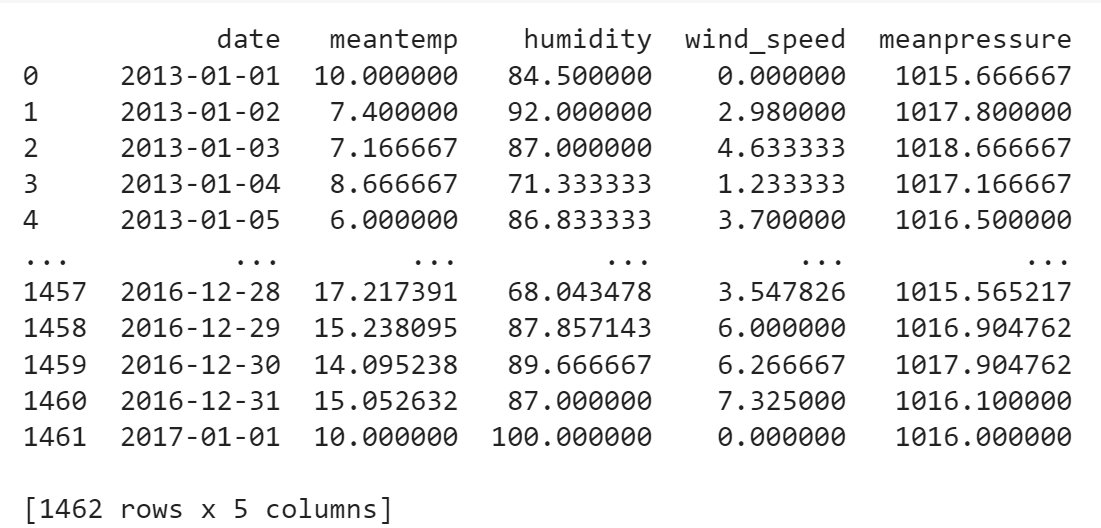 date meantemp humidity wind_speed meanpressure
0 2013-01-01 10.000000 84.500000 0.000000 1015.666667
1 2013-01-02 7.400000 92.000000 2.980000 1017.800000
2 2013-01-03 7.166667 87.000000 4.633333 1018.666667
3 2013-01-04 8.666667 71.333333 1.233333 1017.166667
4 2013-01-05 6.000000 86.833333 3.700000 1016.500000
... ... ... ... ... ...
1457 2016-12-28 17.217391 68.043478 3.547826 1015.565217
1458 2016-12-29 15.238095 87.857143 6.000000 1016.904762
1459 2016-12-30 14.095238 89.666667 6.266667 1017.904762
1460 2016-12-31 15.052632 87.000000 7.325000 1016.100000
1461 2017-01-01 10.000000 100.000000 0.000000 1016.000000
[1462 rows x 5 columns]